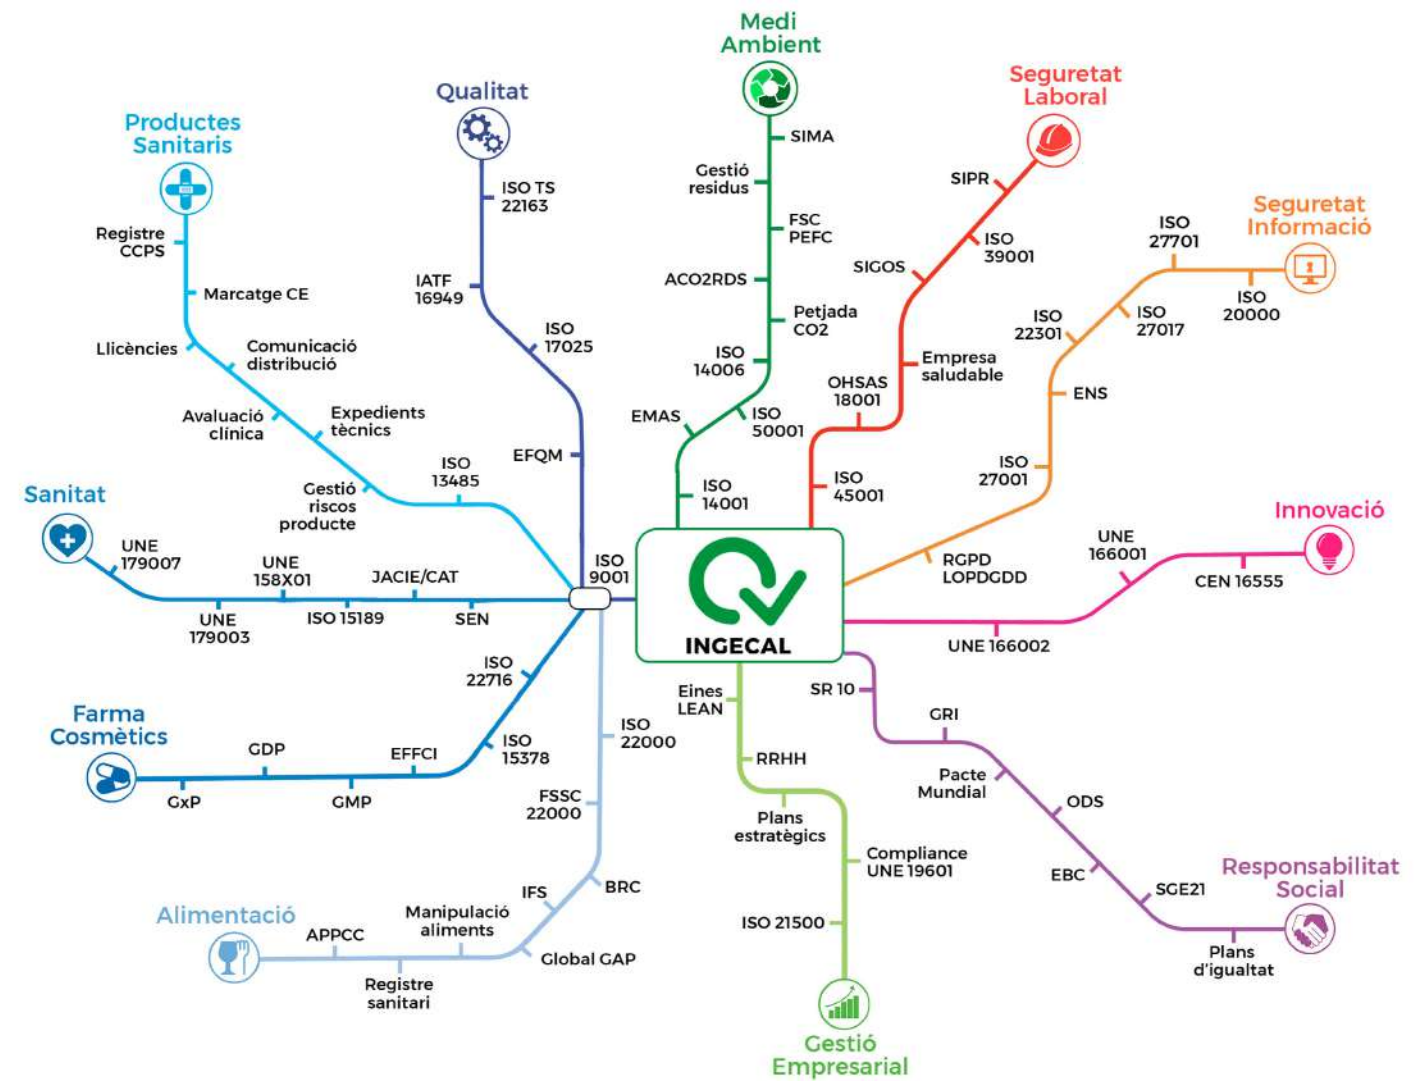 Medi
Ambient
SIMA
Gestió
residus
FSC
PEFC
ACO2RDS
Petjada
CO2
ISO
14006
ISO
50001
EMAS
ISO
14001
Seguretat
Laboral
SIPR
ISO
39001
SIGOS
Empresa
saludable
OHSAS
18001
ISO
45001
Seguretat
Informació
ISO
27701
ISO
20000
ISO
27017
ISO
22301
ENS
ISO
27001
RGPD
LOPDGDD
Innovació
UNE
166001
CEN 16555
UNE 166002
Qualitat
ISO TS
22163
IATF
16949
ISO
17025
EFQM
ISO
9001
Productes
Sanitaris
Registre
CCPS
Marcatge CE
Llicències
Comunicació
distribució
Avaluació
clínica
Expedients
tècnics
Gestió
riscos
producte
ISO
13485
Sanitat
UNE
179007
UNE
179003
UNE
158X01
ISO 15189
JACIE/CAT
SEN
INGECAL
Farma
Cosmètics
GxP
GDP
GMP
EFFCI
ISO
15378
ISO
22716
Alimentació
APPCC
Registre
sanitari
Manipulació
aliments
Global GAP
IFS
BRC
FSSC
22000
ISO
22000
Eines
LEAN
RRHH
Plans
estratègics
Compliance
UNE 19601
ISO 21500
Gestió
Empresarial
SR 10
GRI
Pacte
Mundial
ODS
EBC
SGE21
Plans
d'igualtat
Responsabilitat
Social